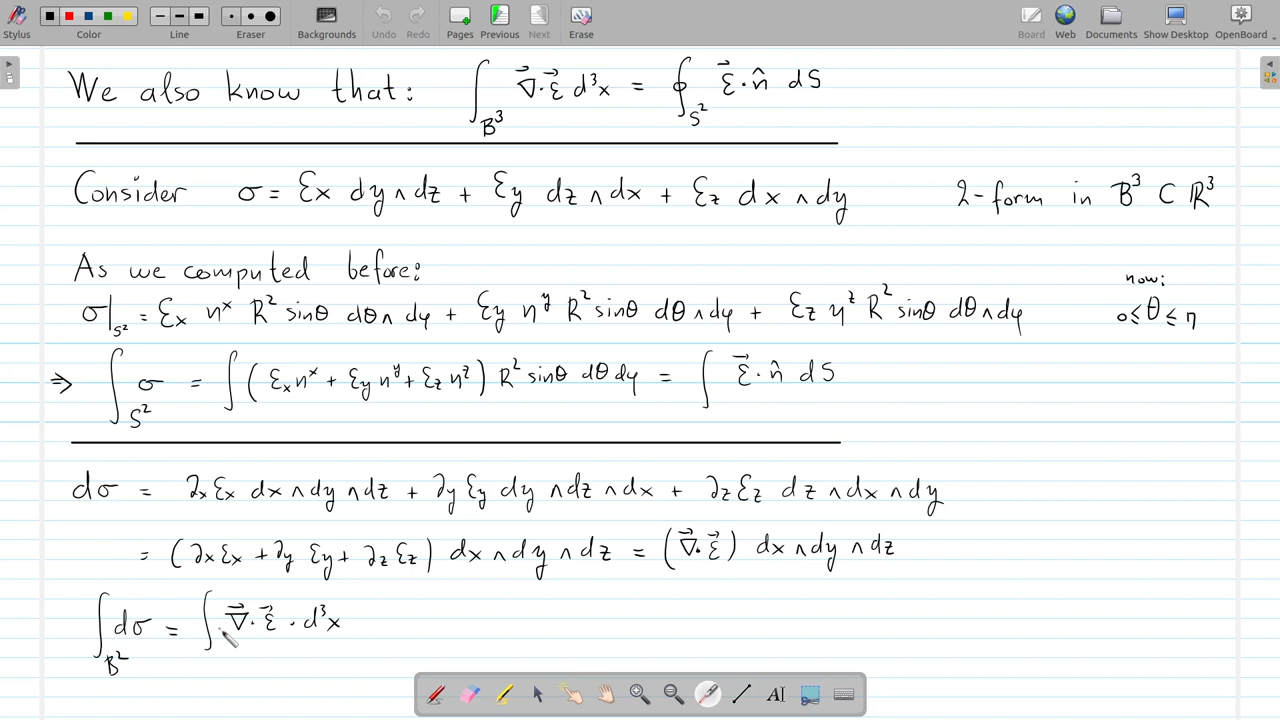 Stylus Color Line Eraser Backgrounds Undo Redo Pages Previous Next Erase Board Web Documents Show Desktop OpenBoard
We also know that: ∫_{B³} ∇⃗·ℰ⃗ d³x = ∮_{S²} ℰ⃗·n̂ dS
Consider σ = ℰx dy∧dz + ℰy dz∧dx + ℰz dx∧dy 2-form in B³ ⊂ ℝ³
As we computed before:
now:
σ|_{S²} = ℰx n^x R² sinθ dθ∧dφ + ℰy n^y R² sinθ dθ∧dφ + ℰz n^z R² sinθ dθ∧dφ 0≤θ≤π
⇒ ∫_{S²} σ = ∫(ℰx n^x + ℰy n^y + ℰz n^z) R² sinθ dθ dφ = ∫ ℰ⃗·n̂ dS
dσ = ∂xℰx dx∧dy∧dz + ∂yℰy dy∧dz∧dx + ∂zℰz dz∧dx∧dy
= (∂xℰx + ∂yℰy + ∂zℰz) dx∧dy∧dz = (∇⃗·ℰ⃗) dx∧dy∧dz
∫_{B²} dσ = ∫ ∇⃗·ℰ⃗ · d³x